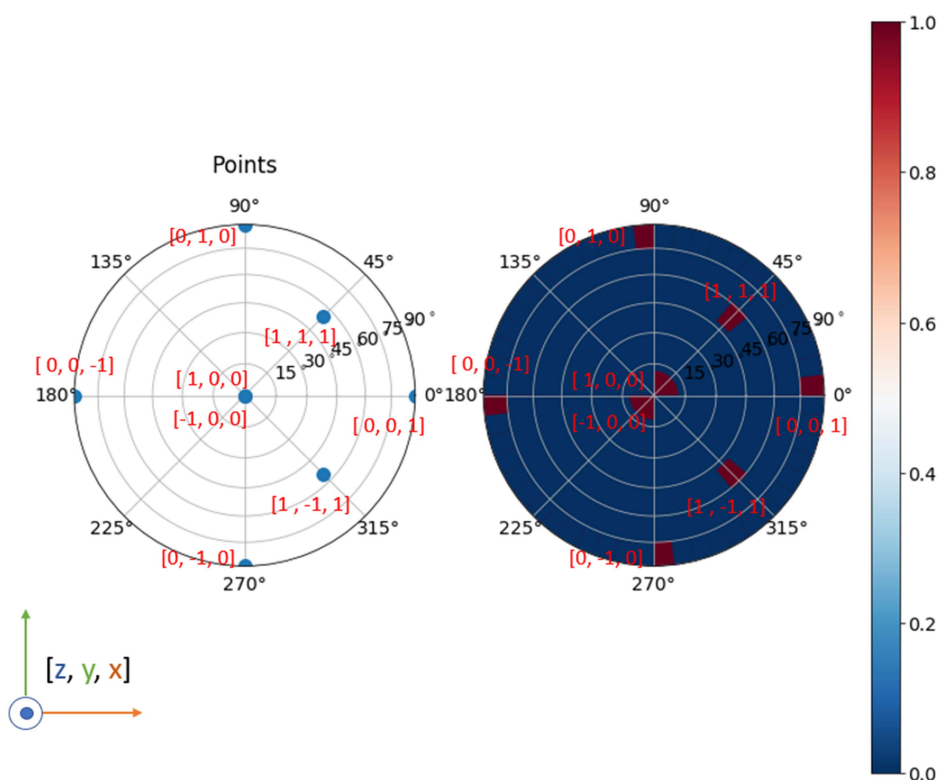 Points
90°
[0, 1, 0]
135°
45°
[1 , 1, 1]
90 °
75
60
45
30 °
15 °
[ 0, 0, -1]
[ 1, 0, 0]
180°
0°
[-1, 0, 0]
[ 0, 0, 1]
[1 , -1, 1]
225°
315°
[0, -1, 0]
270°
90°
[0, 1, 0]
135°
45°
[1 , 1, 1]
90 °
75
60
45
30
15
[ 0, 0, -1]
[ 1, 0, 0]
180°
0°
[-1, 0, 0]
[ 0, 0, 1]
[1 , -1, 1]
225°
315°
[0, -1, 0]
270°
1.0
0.8
0.6
0.4
0.2
0.0
[z, y, x]